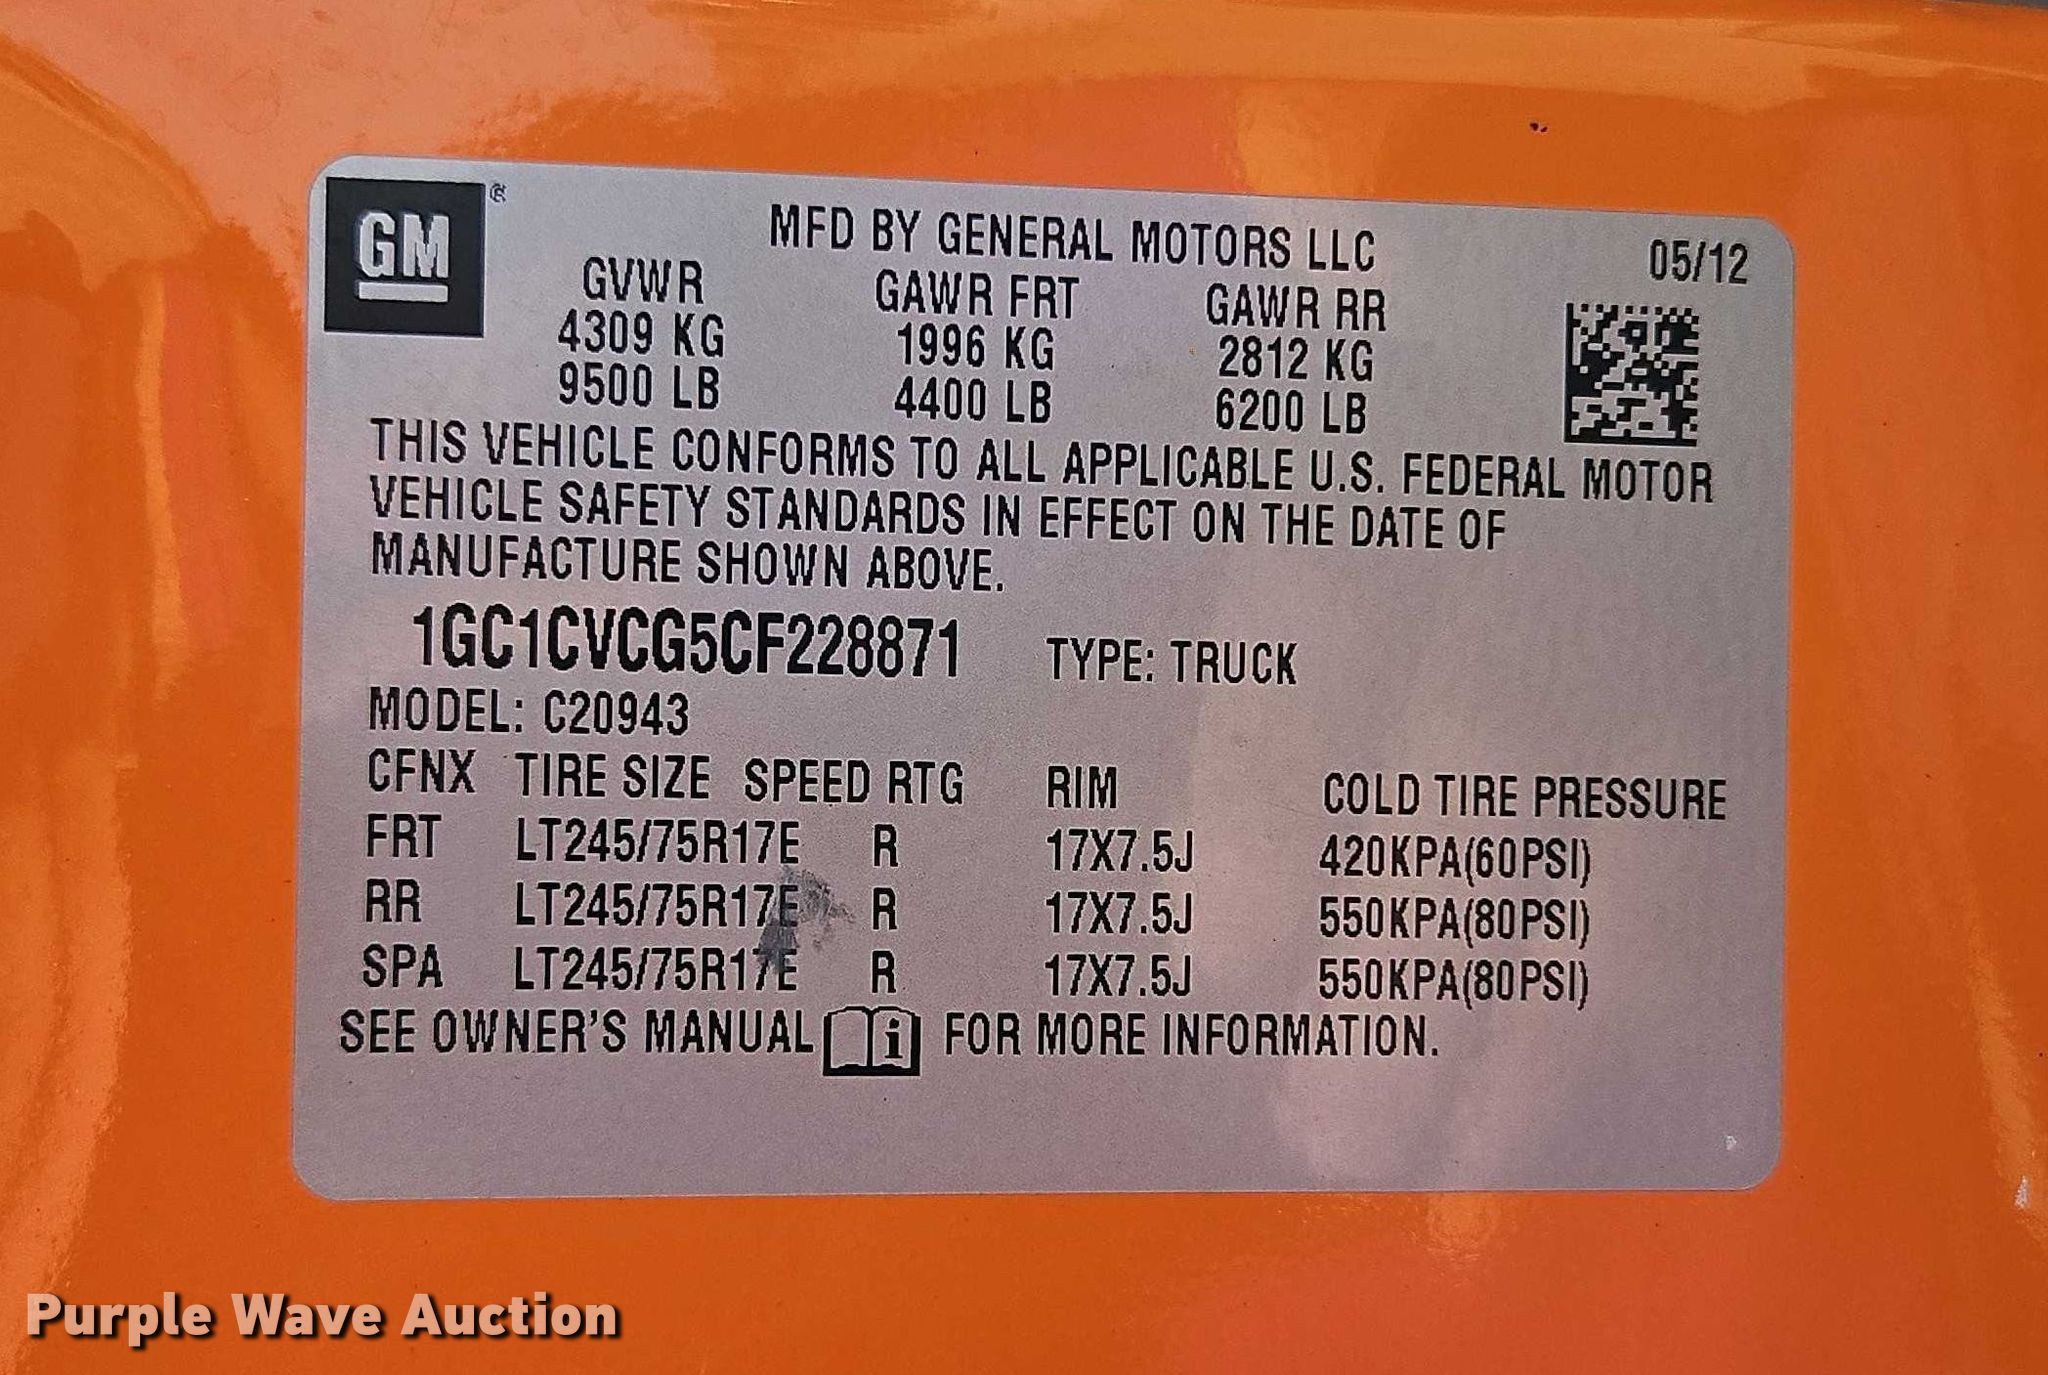 GM ®
MFD BY GENERAL MOTORS LLC 05/12
GVWR GAWR FRT GAWR RR
4309 KG 1996 KG 2812 KG
9500 LB 4400 LB 6200 LB
THIS VEHICLE CONFORMS TO ALL APPLICABLE U.S. FEDERAL MOTOR
VEHICLE SAFETY STANDARDS IN EFFECT ON THE DATE OF
MANUFACTURE SHOWN ABOVE.
1GC1CVCG5CF228871 TYPE: TRUCK
MODEL: C20943
CFNX TIRE SIZE SPEED RTG RIM COLD TIRE PRESSURE
FRT LT245/75R17E R 17X7.5J 420KPA(60PSI)
RR LT245/75R17E R 17X7.5J 550KPA(80PSI)
SPA LT245/75R17E R 17X7.5J 550KPA(80PSI)
SEE OWNER'S MANUAL i FOR MORE INFORMATION.
Purple Wave Auction